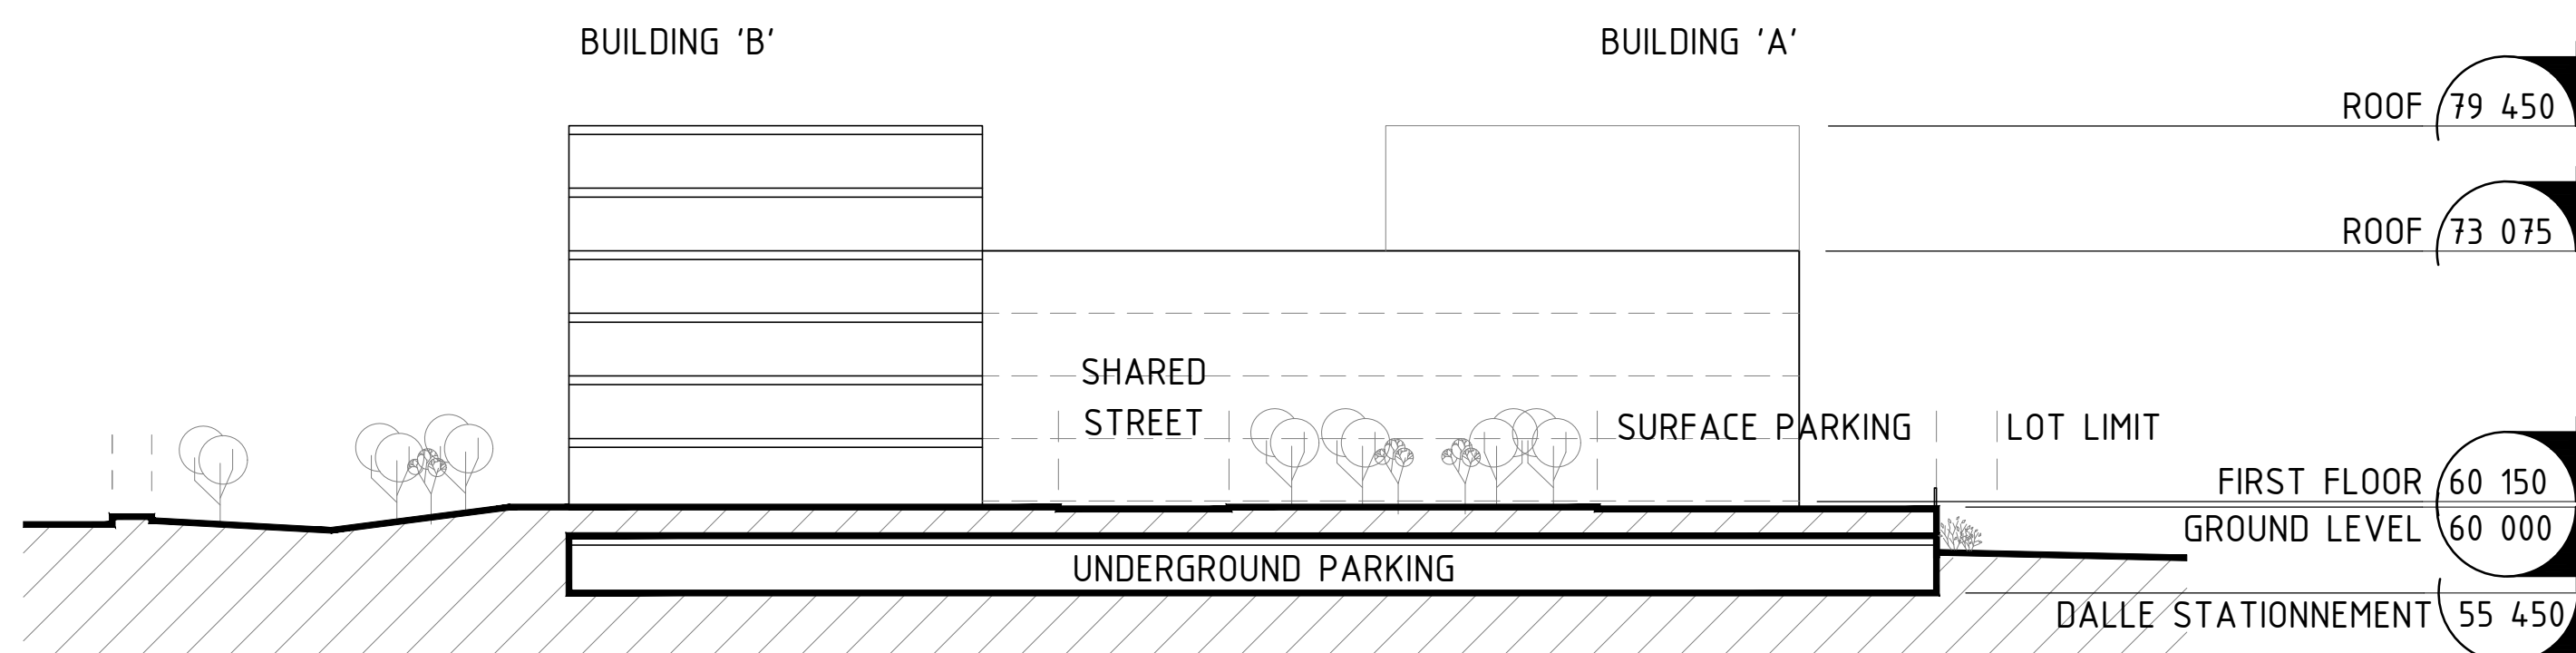 BUILDING 'B'
BUILDING 'A'
ROOF 79 450
ROOF 73 075
SHARED
STREET
SURFACE PARKING
LOT LIMIT
FIRST FLOOR 60 150
GROUND LEVEL 60 000
UNDERGROUND PARKING
DALLE STATIONNEMENT 55 450